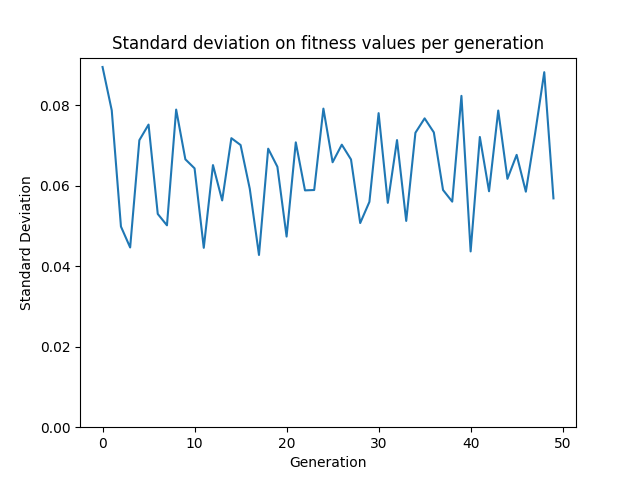 Standard deviation on fitness values per generation
Standard Deviation
0.08
0.06
0.04
0.02
0.00
0 10 20 30 40 50
Generation